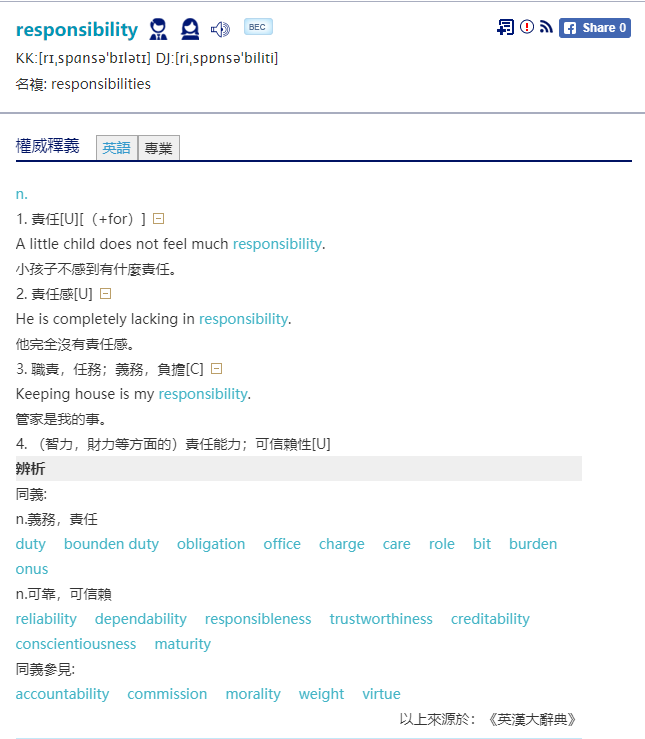 responsibility BEC Share 0
KK:[rɪˌspɑnsəˈbɪlətɪ] DJ:[riˌspɒnsəˈbiliti]
名複: responsibilities
權威釋義 英語 專業
n.
1. 責任[U][（+for）]
A little child does not feel much responsibility.
小孩子不感到有什麼責任。
2. 責任感[U]
He is completely lacking in responsibility.
他完全沒有責任感。
3. 職責，任務；義務，負擔[C]
Keeping house is my responsibility.
管家是我的事。
4. （智力，財力等方面的）責任能力；可信賴性[U]
辨析
同義:
n.義務，責任
duty bounden duty obligation office charge care role bit burden
onus
n.可靠，可信賴
reliability dependability responsibleness trustworthiness creditability
conscientiousness maturity
同義參見:
accountability commission morality weight virtue
以上來源於：《英漢大辭典》